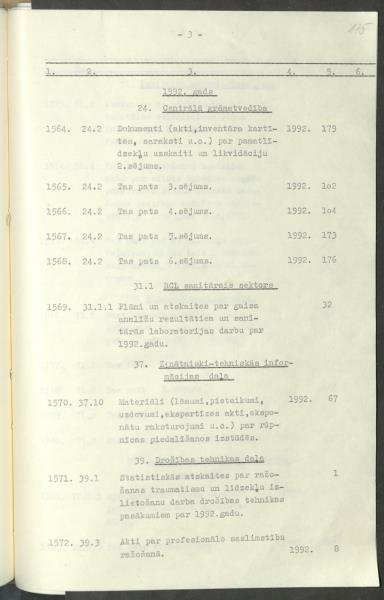 - 3 -
175
1. 2. 3. 4. 5. 6.
1992. gads
24. Centrālā grāmatvedība
1564. 24.2 Dokumenti (akti,inventāra kartī- 1992. 179
tes, saraksti u.c.) par pamatlī-
dzekļu uzskaiti un likvidāciju
2.sējums.
1565. 24.2 Tas pats 3.sējums. 1992. 1o2
1566. 24.2 Tas pats 4.sējums. 1992. 1o4
1567. 24.2 Tas pats 5.sējums. 1992. 173
1568. 24.2 Tas pats 6.sējums. 1992. 176
31.1 RCL sanitārais sektors
1569. 31.1.1 Plāni un atskaites par gaisa 32
analīžu rezultātiem un sani-
tārās laboratorijas darbu par
1992.gadu.
37. Zinātniski-tehniskās infor-
mācijas daļa
1570. 37.10 Materiāli (lēmumi,pieteikumi, 1992. 67
uzdevumi,ekspertīzes akti,ekspo-
nātu raksturojumi u.c.) par rūp-
nīcas piedalīšanos izstādēs.
39. Drošības tehnikas daļa
1571. 39.1 Statistiskās atskaites par ražo- 1
šanas traumatismu un līdzekļu iz-
lietošanu darba drošības tehnikas
pasākumiem par 1992.gadu.
1572. 39.3 Akti par profesionālo saslimstību
ražošanā. 1992. 8